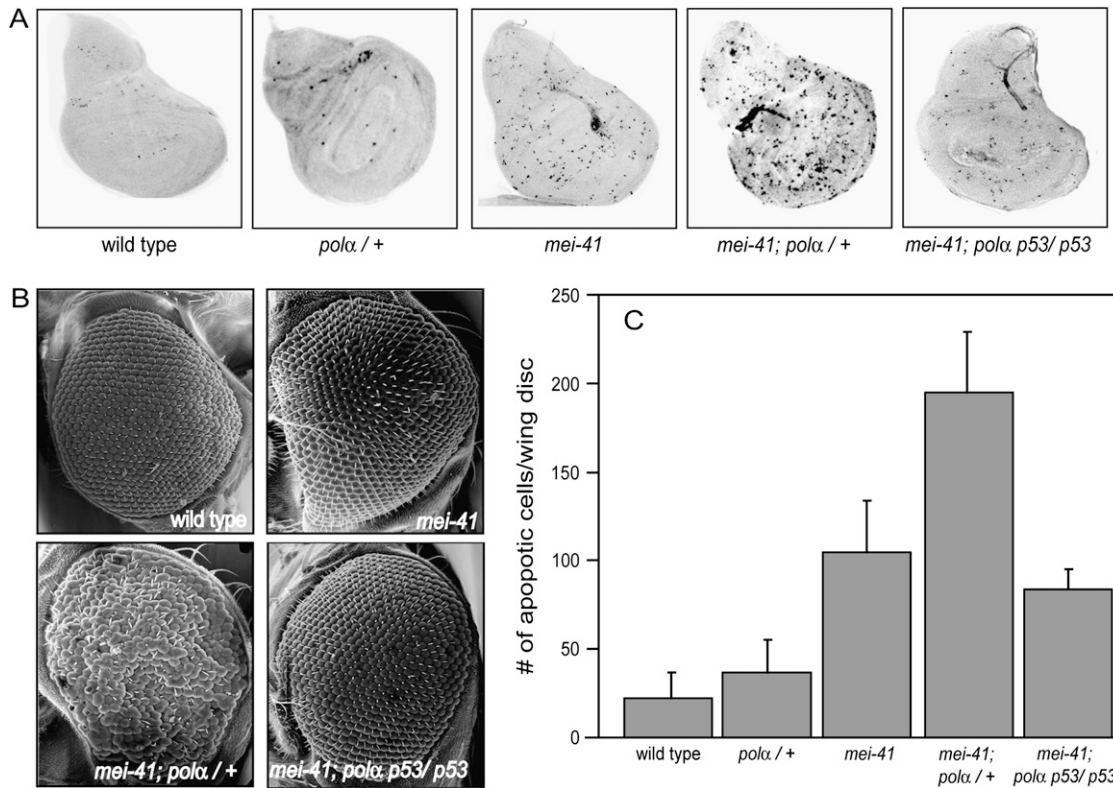 A
wild type
polα / +
mei-41
mei-41; polα / +
mei-41; polα p53/ p53
B
wild type
mei-41
mei-41; polα / +
mei-41; polα p53/ p53
C
# of apopotic cells/wing disc
250
200
150
100
50
0
wild type
polα / +
mei-41
mei-41;
polα / +
mei-41;
polα p53/ p53